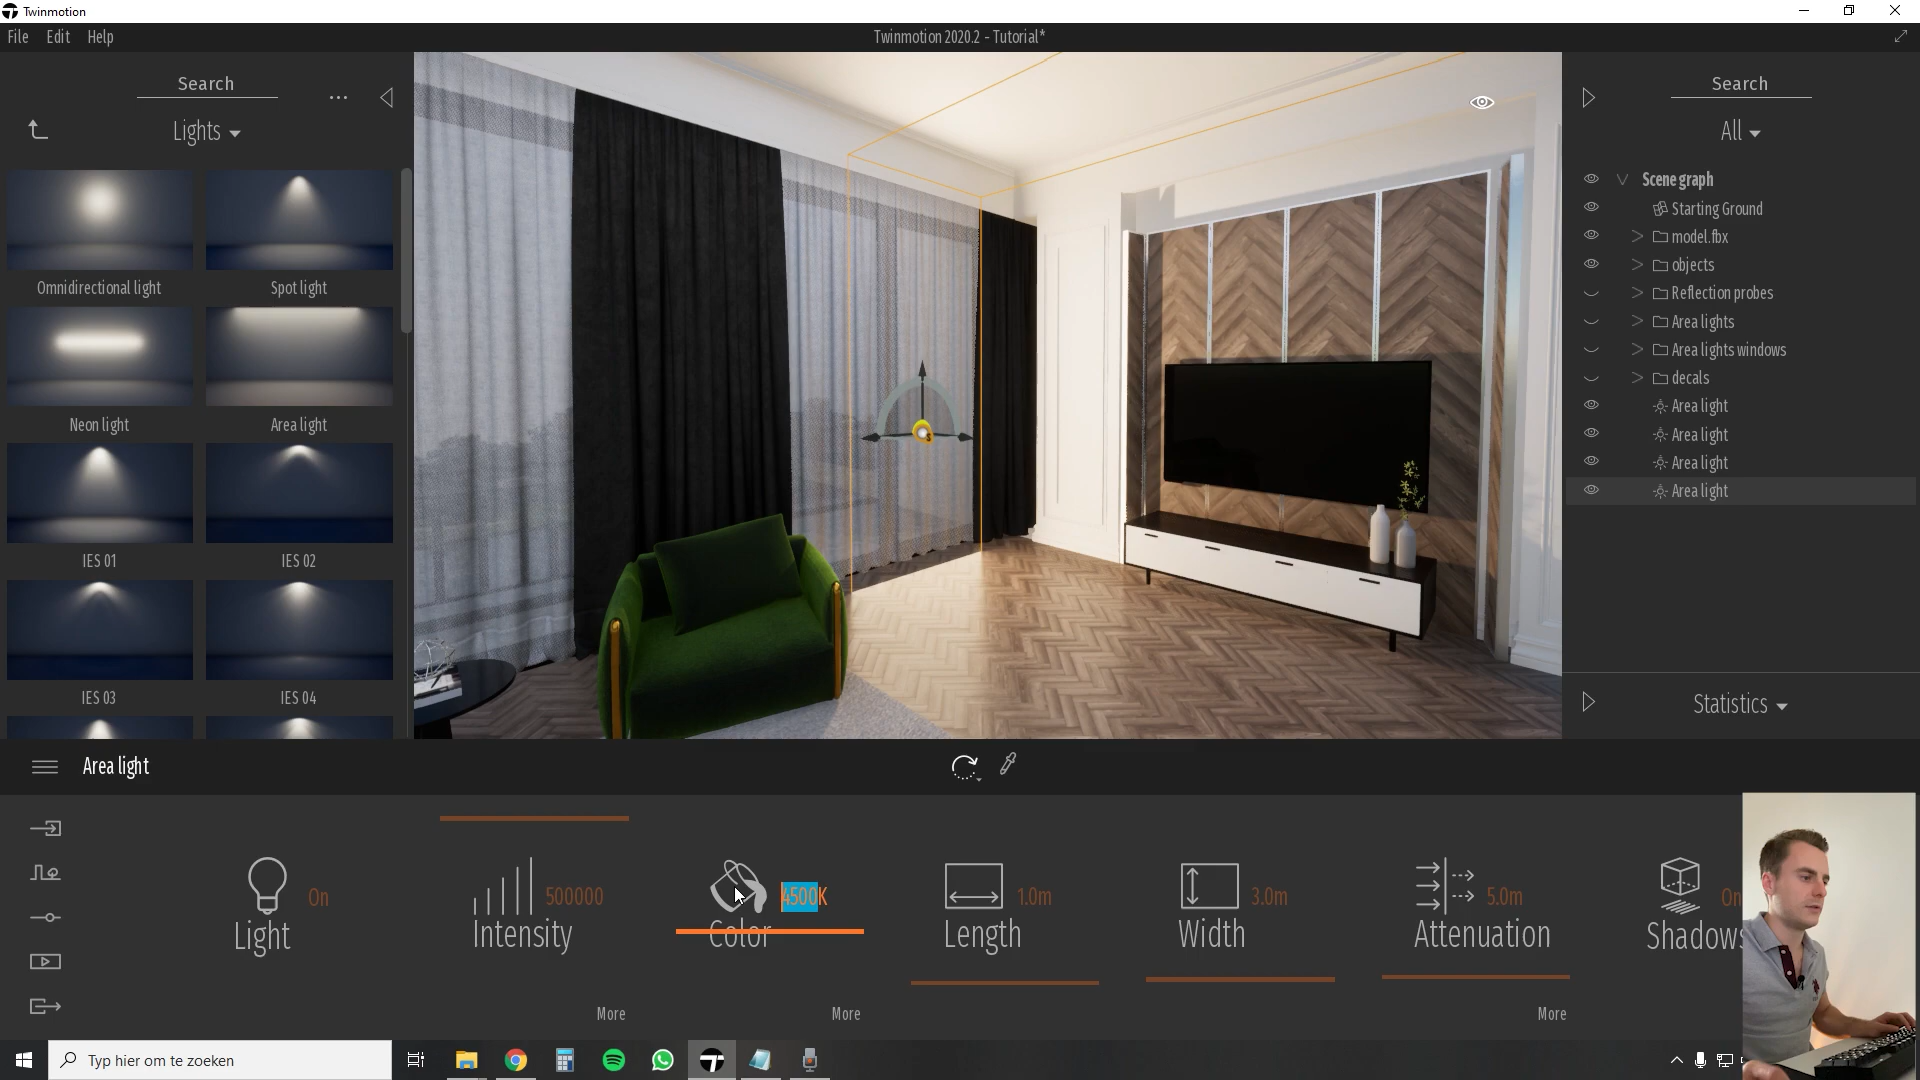 Twinmotion
File Edit Help
Twinmotion 2020.2 - Tutorial*
Search
...
Lights
Omnidirectional light
Spot light
Neon light
Area light
IES 01
IES 02
IES 03
IES 04
Search
All
Scene graph
Starting Ground
model.fbx
objects
Reflection probes
Area lights
Area lights windows
decals
Area light
Area light
Area light
Area light
Statistics
Area light
On
Light
500000
Intensity
More
4500K
Color
More
1.0m
Length
3.0m
Width
5.0m
Attenuation
More
On
Shadows
Typ hier om te zoeken